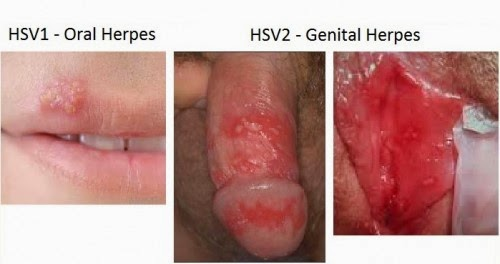 HSV1 - Oral Herpes
HSV2 - Genital Herpes